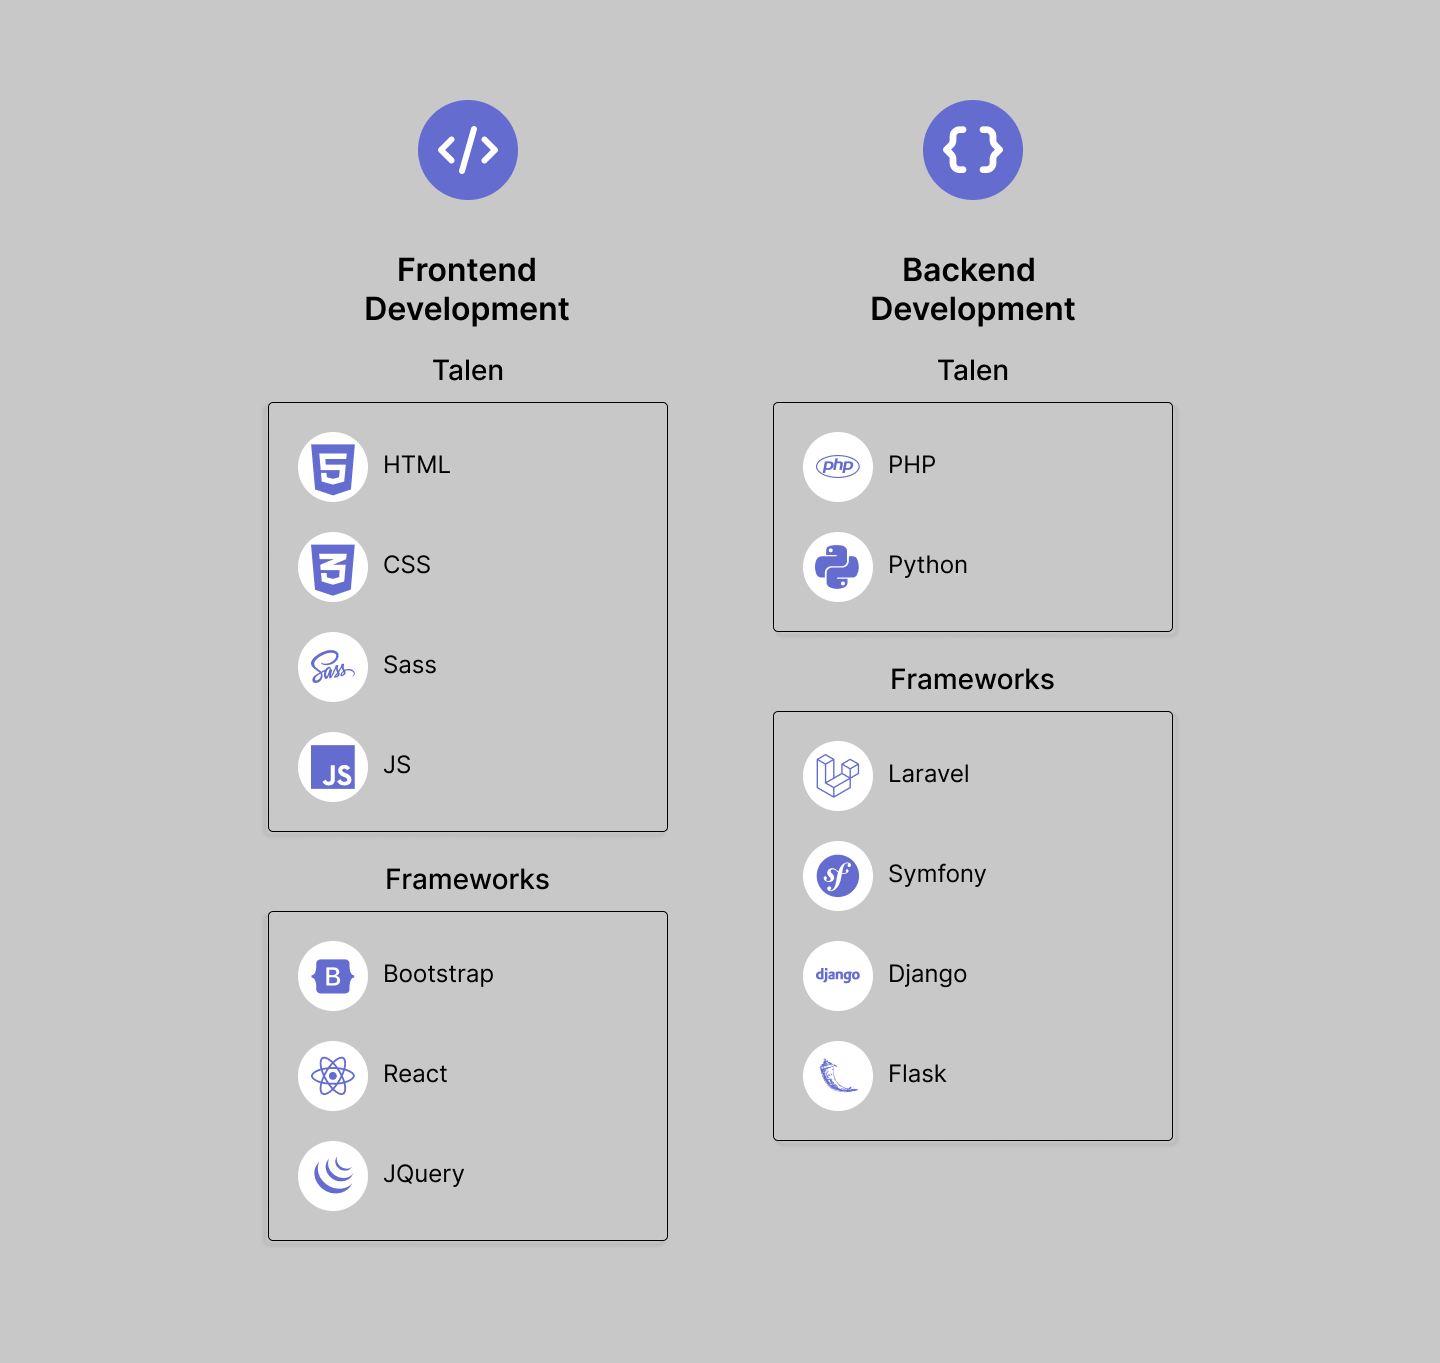 Frontend
Development
Talen
HTML
CSS
Sass
JS
JS
Frameworks
B
Bootstrap
React
JQuery
Backend
Development
Talen
php
PHP
Python
Frameworks
Laravel
sf
Symfony
django
Django
Flask